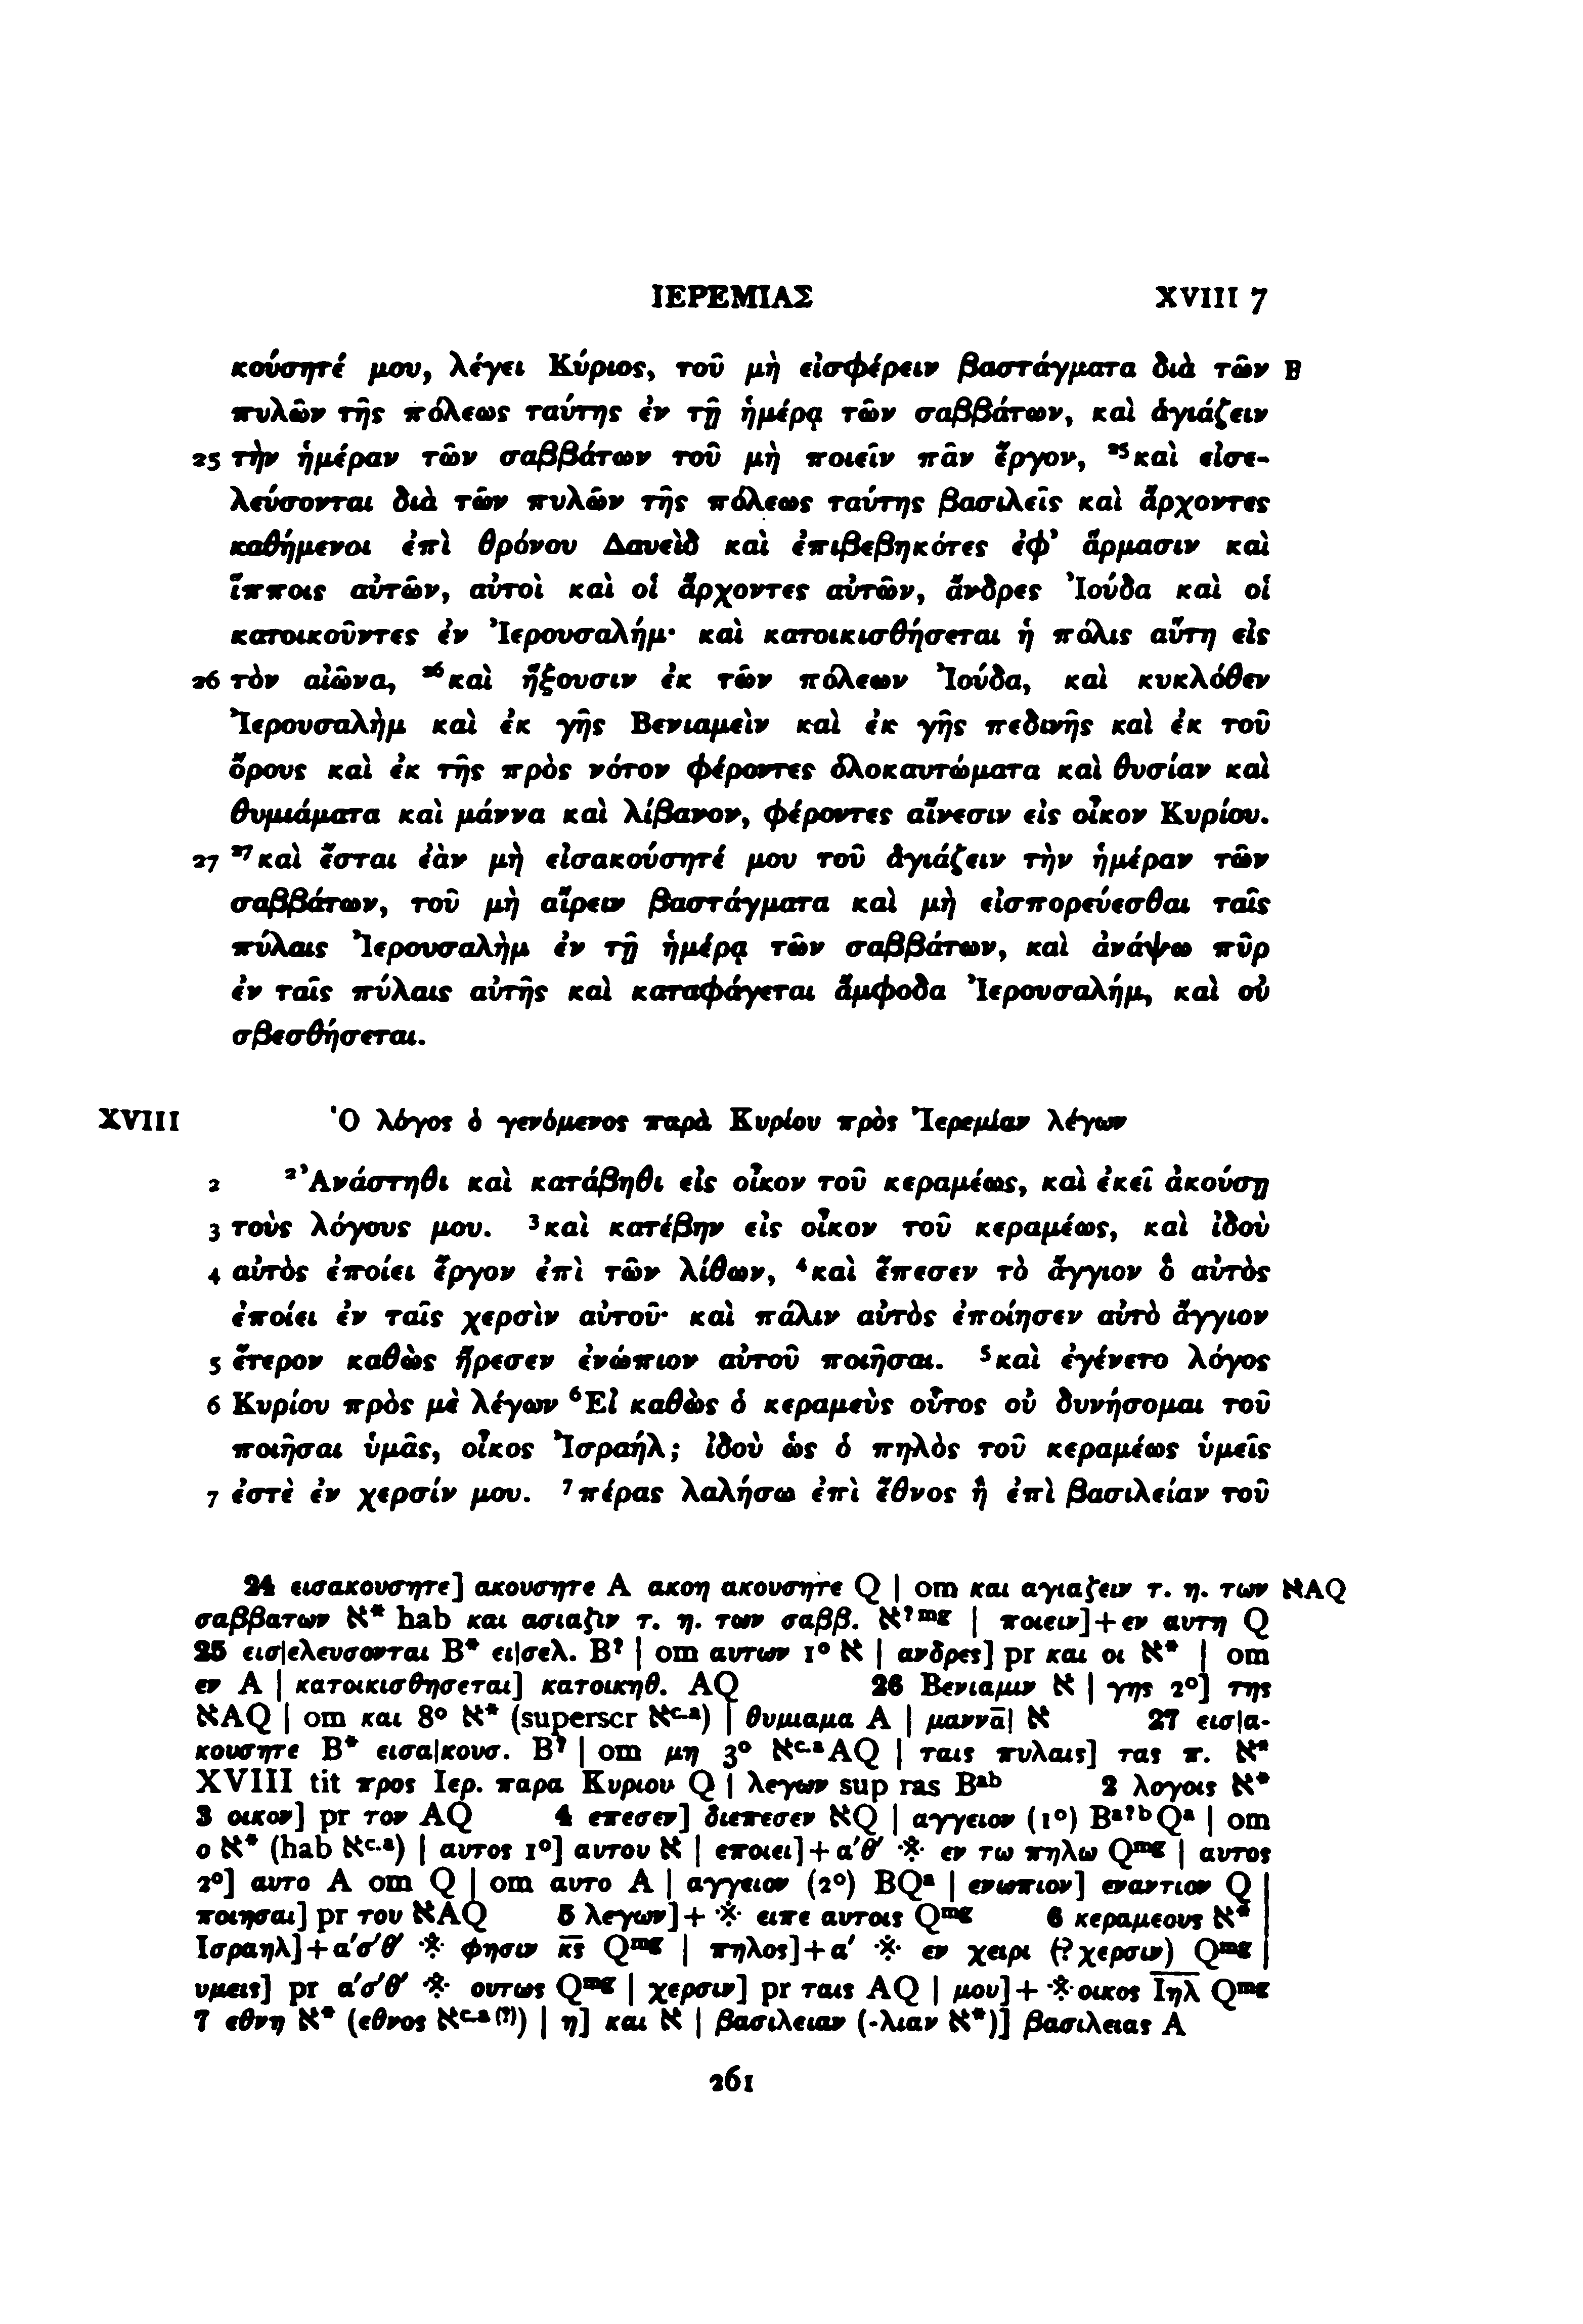 ΙΕΡΕΜΙΑΣ XVIII 7
κούσητέ μου, λέγει Κύριος, τοῦ μὴ εἰσφέρειν βαστάγματα διὰ τῶν B
πυλῶν τῆς πόλεως ταύτης ἐν τῇ ἡμέρᾳ τῶν σαββάτων, καὶ ἁγιάζειν
25 τὴν ἡμέραν τῶν σαββάτων τοῦ μὴ ποιεῖν πᾶν ἔργον, ²⁵καὶ εἰσε-
λεύσονται διὰ τῶν πυλῶν τῆς πόλεως ταύτης βασιλεῖς καὶ ἄρχοντες
καθήμενοι ἐπὶ θρόνου Δαυεὶδ καὶ ἐπιβεβηκότες ἐφ’ ἅρμασιν καὶ
ἵπποις αὐτῶν, αὐτοὶ καὶ οἱ ἄρχοντες αὐτῶν, ἄνδρες Ἰούδα καὶ οἱ
κατοικοῦντες ἐν Ἰερουσαλήμ· καὶ κατοικισθήσεται ἡ πόλις αὕτη εἰς
26 τὸν αἰῶνα, ²⁶καὶ ἥξουσιν ἐκ τῶν πόλεων Ἰούδα, καὶ κυκλόθεν
Ἰερουσαλὴμ καὶ ἐκ γῆς Βενιαμεὶν καὶ ἐκ γῆς πεδινῆς καὶ ἐκ τοῦ
ὄρους καὶ ἐκ τῆς πρὸς νότον φέροντες ὁλοκαυτώματα καὶ θυσίαν καὶ
θυμιάματα καὶ μάννα καὶ λίβανον, φέροντες αἴνεσιν εἰς οἶκον Κυρίου.
27 ²⁷καὶ ἔσται ἐὰν μὴ εἰσακούσητέ μου τοῦ ἁγιάζειν τὴν ἡμέραν τῶν
σαββάτων, τοῦ μὴ αἴρειν βαστάγματα καὶ μὴ εἰσπορεύεσθαι ταῖς
πύλαις Ἰερουσαλὴμ ἐν τῇ ἡμέρᾳ τῶν σαββάτων, καὶ ἀνάψω πῦρ
ἐν ταῖς πύλαις αὐτῆς καὶ καταφάγεται ἄμφοδα Ἰερουσαλήμ, καὶ οὐ
σβεσθήσεται.
XVIII Ὁ λόγος ὁ γενόμενος παρὰ Κυρίου πρὸς Ἰερεμίαν λέγων
2 ²Ἀνάστηθι καὶ κατάβηθι εἰς οἶκον τοῦ κεραμέως, καὶ ἐκεῖ ἀκούσῃ
3 τοὺς λόγους μου. ³καὶ κατέβην εἰς οἶκον τοῦ κεραμέως, καὶ ἰδοὺ
4 αὐτὸς ἐποίει ἔργον ἐπὶ τῶν λίθων, ⁴καὶ ἔπεσεν τὸ ἄγγιον ὃ αὐτὸς
ἐποίει ἐν ταῖς χερσὶν αὐτοῦ· καὶ πάλιν αὐτὸς ἐποίησεν αὐτὸ ἄγγιον
5 ἕτερον καθὼς ἤρεσεν ἐνώπιον αὐτοῦ ποιῆσαι. ⁵καὶ ἐγένετο λόγος
6 Κυρίου πρὸς μὲ λέγων ⁶Εἰ καθὼς ὁ κεραμεὺς οὗτος οὐ δυνήσομαι τοῦ
ποιῆσαι ὑμᾶς, οἶκος Ἰσραήλ; ἰδοὺ ὡς ὁ πηλὸς τοῦ κεραμέως ὑμεῖς
7 ἐστὲ ἐν χερσίν μου. ⁷πέρας λαλήσω ἐπὶ ἔθνος ἢ ἐπὶ βασιλείαν τοῦ
24 εισακουσητε] ακουσητε A ακοη ακουσητε Q | om και αγιαζειν τ. η. των ℵAQ
σαββατων ℵ* hab και ασιαζιν τ. η. των σαββ. ℵ? ᵐᵍ | ποιειν]+εν αυτη Q
25 εισ|ελευσονται B* ει|σελ. B? | om αυτων 1° ℵ | ανδρες] pr και οι ℵ* | om
εν A | κατοικισθησεται] κατοικηθ. AQ 26 Βενιαμιν ℵ | γης 2°] της
ℵAQ | om και 8° ℵ* (superscr ℵᶜ·ᵃ) | θυμιαμα A | μαννᾱ| ℵ 27 εισ|α-
κουσητε B* εισα|κουσ. B? | om μη 3° ℵᶜ·ᵃAQ | ταις πυλαις] τας π. ℵ*
XVIII tit προς Ιερ. παρα Κυριου Q | λεγων sup ras Bᵃᵇ 2 λογοις ℵ*
3 οικον] pr τον AQ 4 επεσεν] διεπεσεν ℵQ | αγγειον (1°) Bᵃ?ᵇQᵃ | om
ο ℵ* (hab ℵᶜ·ᵃ) | αυτος 1°] αυτου ℵ | εποιει]+α′θ′ ※ εν τω πηλω Qᵐᵍ | αυτος
2°] αυτο A om Q | om αυτο A | αγγειον (2°) BQᵃ | ενωπιον] εναντιον Q |
ποιησαι] pr του ℵAQ 5 λεγων]+ ※ ειπε αυτοις Qᵐᵍ 6 κεραμεους ℵ* |
Ισραηλ]+α′σ′θ′ ※ φησιν κ̅ς̅ Qᵐᵍ | πηλος]+α′ ※ εν χειρι (?χερσιν) Qᵐᵍ |
υμεις] pr α′σ′θ′ ※ ουτως Qᵐᵍ | χερσιν] pr ταις AQ | μου]+ ※ οικος Ι̅η̅λ̅ Qᵐᵍ
7 εθνη ℵ* (εθνος ℵᶜ·ᵃ⁽?⁾) | η] και ℵ | βασιλειαν (-λιαν ℵ*)] βασιλειας A
261